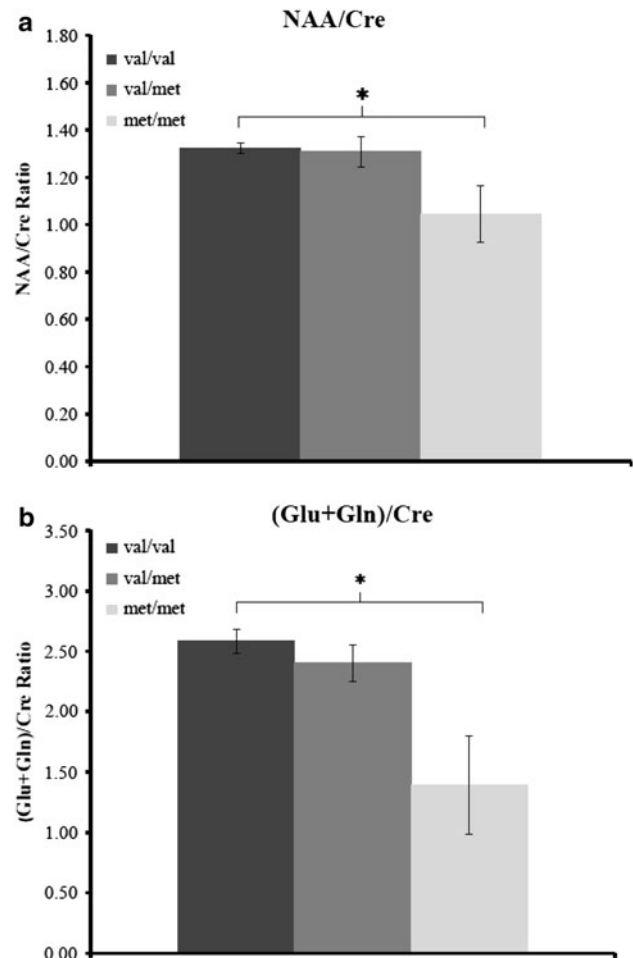 a
NAA/Cre
1.80
1.60
1.40
1.20
1.00
0.80
0.60
0.40
0.20
0.00
NAA/Cre Ratio
val/val
val/met
met/met
*
b
(Glu+Gln)/Cre
3.50
3.00
2.50
2.00
1.50
1.00
0.50
0.00
(Glu+Gln)/Cre Ratio
val/val
val/met
met/met
*